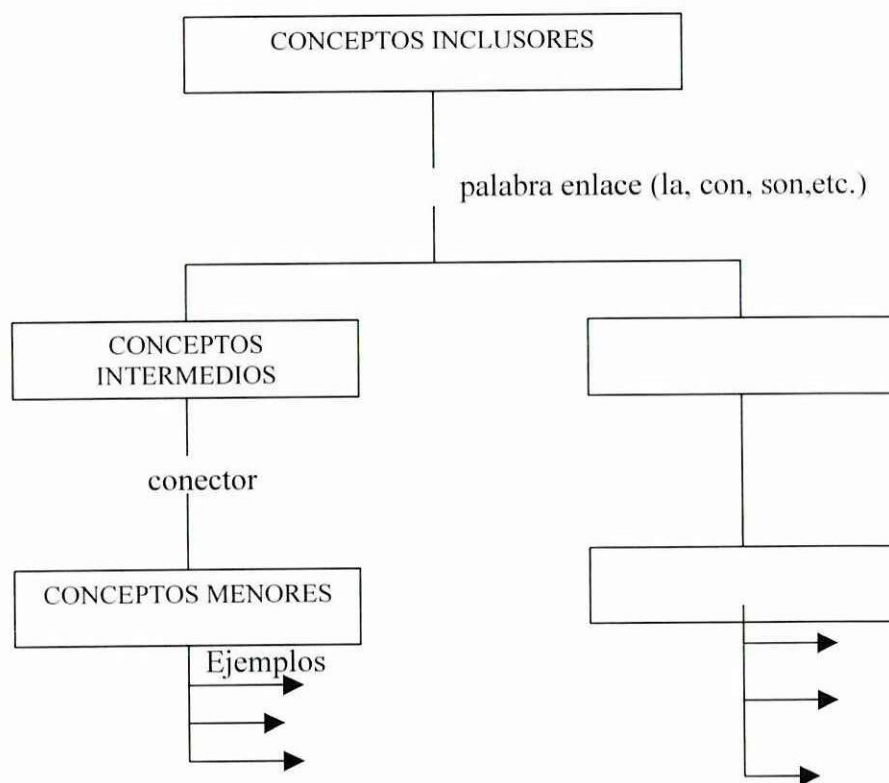 CONCEPTOS INCLUSORES
palabra enlace (la, con, son,etc.)
CONCEPTOS
INTERMEDIOS
conector
CONCEPTOS MENORES
Ejemplos